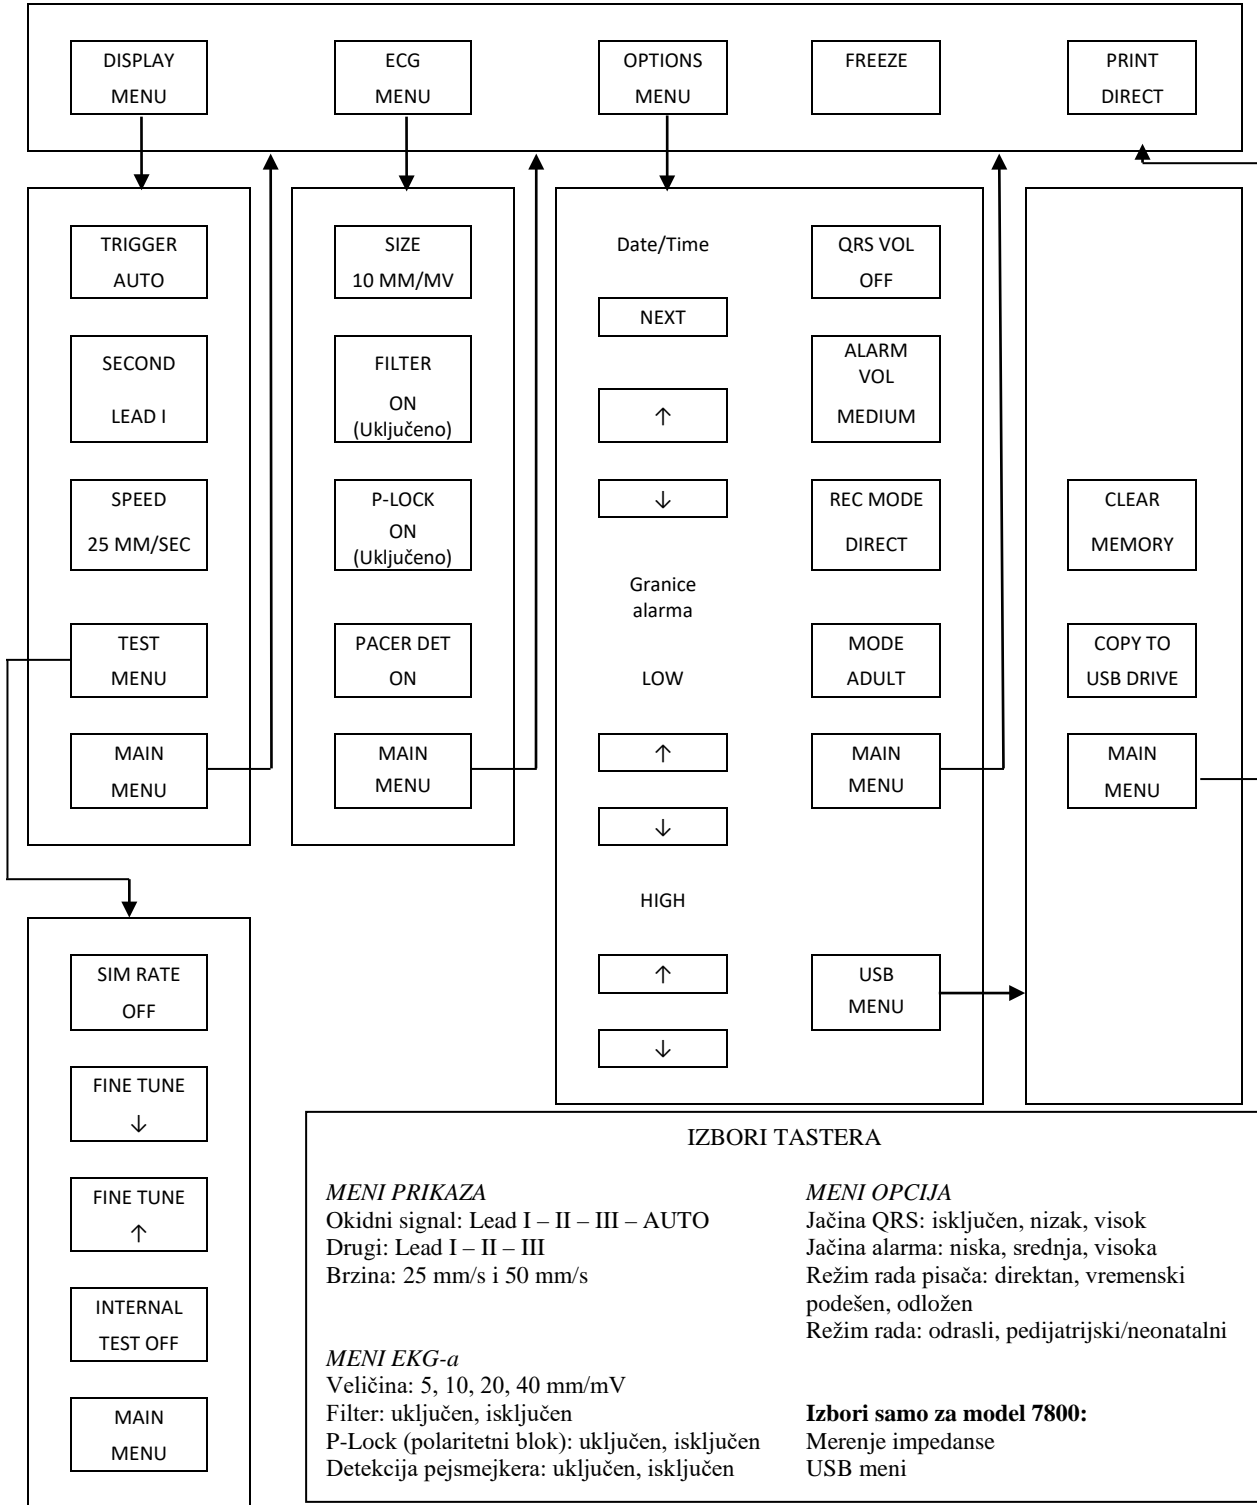 DISPLAY
MENU
ECG
MENU
OPTIONS
MENU
FREEZE
PRINT
DIRECT
TRIGGER
AUTO
SECOND
LEAD I
SPEED
25 MM/SEC
TEST
MENU
MAIN
MENU
SIZE
10 MM/MV
FILTER
ON
(Uključeno)
P-LOCK
ON
(Uključeno)
PACER DET
ON
MAIN
MENU
Date/Time
NEXT
↑
↓
Granice
alarma
LOW
↑
↓
HIGH
↑
↓
QRS VOL
OFF
ALARM
VOL
MEDIUM
REC MODE
DIRECT
MODE
ADULT
MAIN
MENU
USB
MENU
CLEAR
MEMORY
COPY TO
USB DRIVE
MAIN
MENU
SIM RATE
OFF
FINE TUNE
↓
FINE TUNE
↑
INTERNAL
TEST OFF
MAIN
MENU
IZBORI TASTERA
MENI PRIKAZA
Okidni signal: Lead I – II – III – AUTO
Drugi: Lead I – II – III
Brzina: 25 mm/s i 50 mm/s
MENI EKG-a
Veličina: 5, 10, 20, 40 mm/mV
Filter: uključen, isključen
P-Lock (polaritetni blok): uključen, isključen
Detekcija pejsmejkera: uključen, isključen
MENI OPCIJA
Jačina QRS: isključen, nizak, visok
Jačina alarma: niska, srednja, visoka
Režim rada pisača: direktan, vremenski
podešen, odložen
Režim rada: odrasli, pedijatrijski/neonatalni
Izbori samo za model 7800:
Merenje impedanse
USB meni